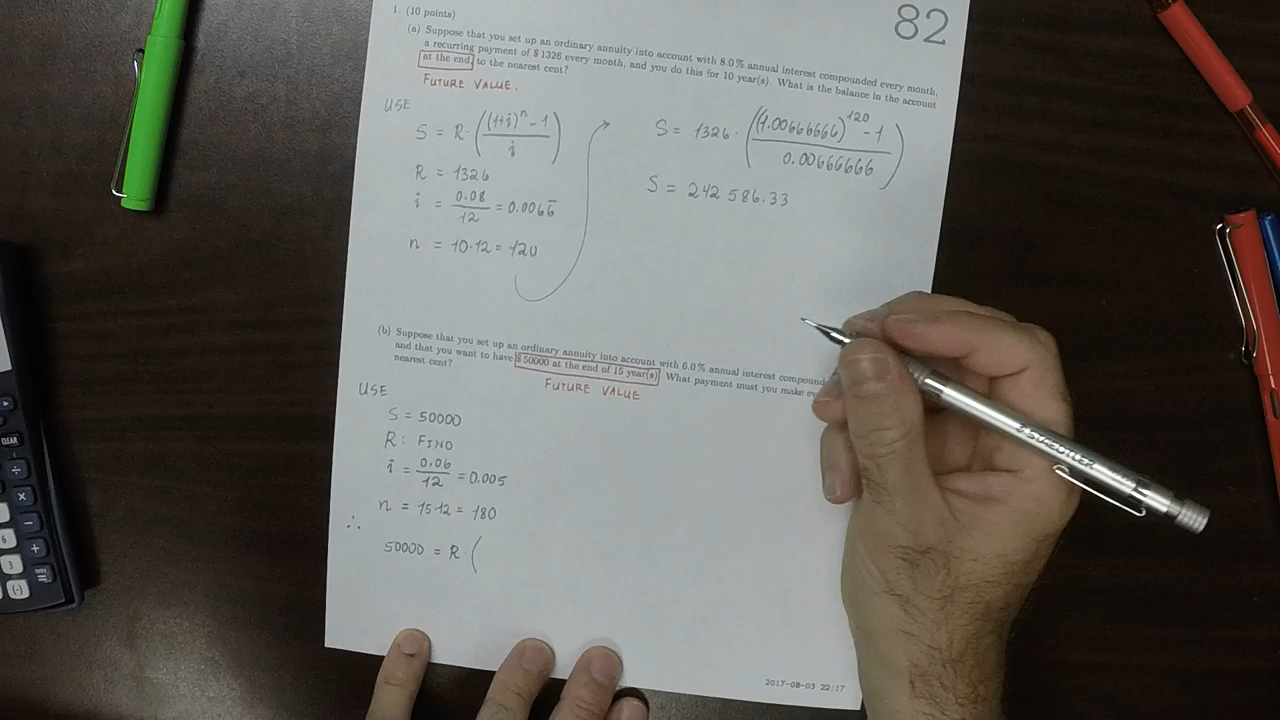 82
1. (10 points)
(a) Suppose that you set up an ordinary annuity into account with 8.0% annual interest compounded every month,
a recurring payment of $1326 every month, and you do this for 10 year(s). What is the balance in the account
at the end, to the nearest cent?
FUTURE VALUE.
USE
S = R · ( (1+i)^n - 1 / i )
R = 1326
i = 0.08 / 12 = 0.0066̅
n = 10·12 = 120
S = 1326 · ( (1.00666666)^120 - 1 / 0.00666666 )
S = 242 586.33
(b) Suppose that you set up an ordinary annuity into account with 6.0% annual interest compound
and that you want to have $50000 at the end of 15 year(s). What payment must you make
nearest cent?
FUTURE VALUE
USE
S = 50000
R : FIND
i = 0.06 / 12 = 0.005
n = 15·12 = 180
∴
50000 = R · (
2017-08-03 22:17
STAEDTLER
CLEAR
÷
×
−
6
+
3
(-)